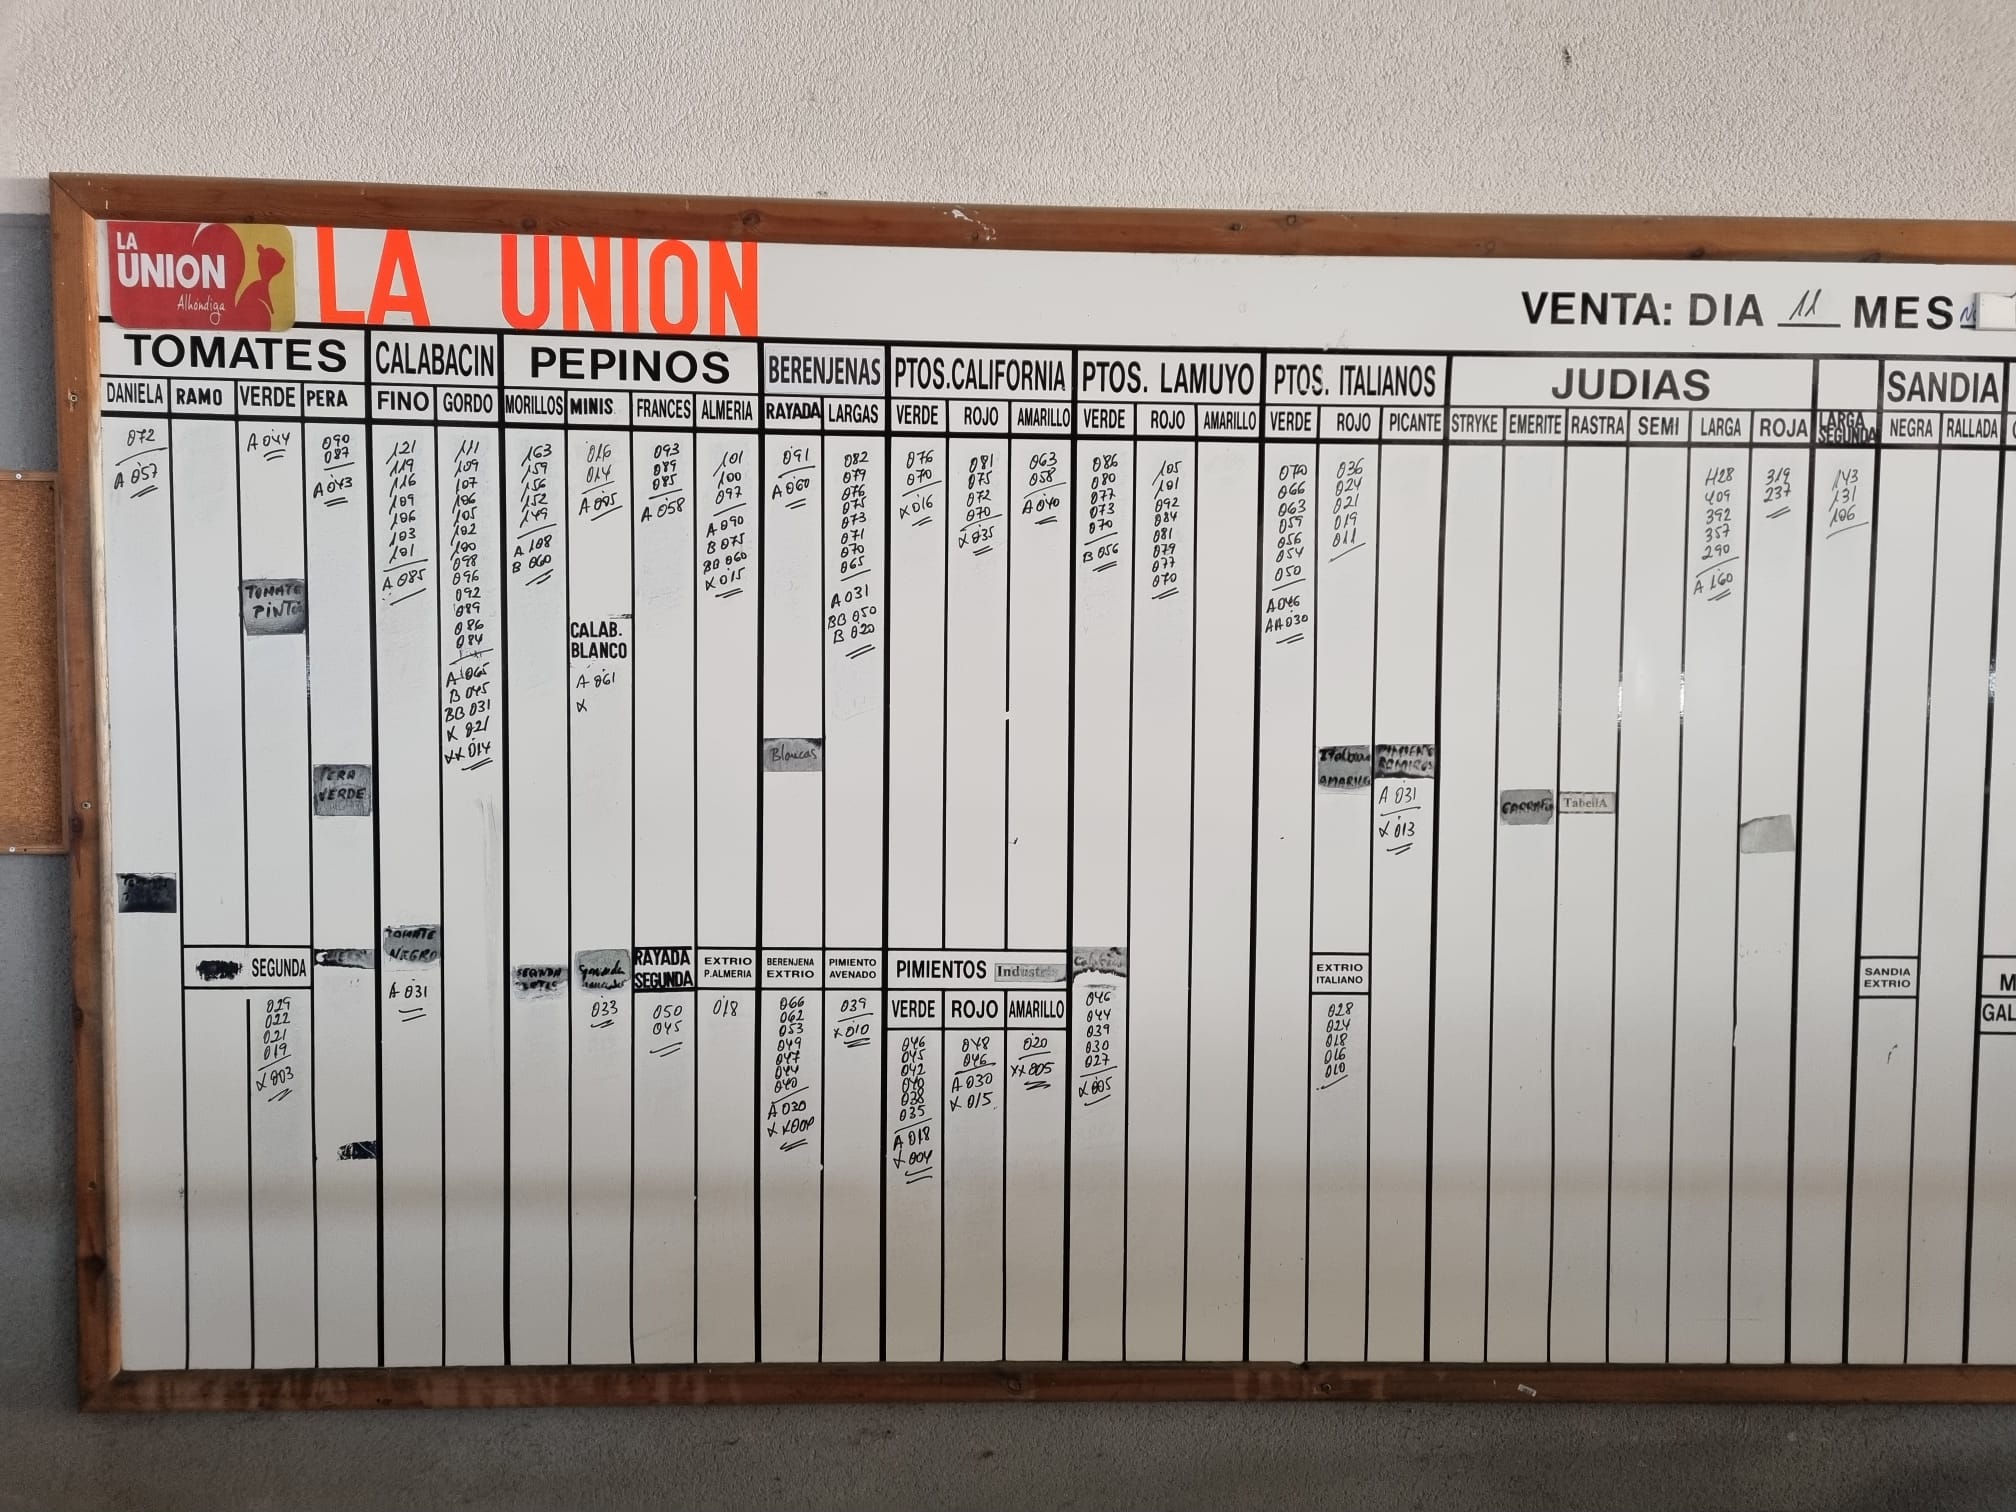 LA
UNION
Alhóndiga
LA UNION
VENTA: DIA 11 MES
TOMATES
DANELA RAMO VERDE PERA
072
A 057
A 044
090
087
A 043
TOMATE
PINTO
PERA
VERDE
SEGUNDA
029
022
021
019
X 003
CALABACIN
FINO GORDO
121
119
116
109
106
103
101
A 085
TOMATE
NEGRO
A 031
111
109
107
106
105
102
100
098
096
092
089
086
084
A 065
B 045
BB 031
X 021
XX 014
PEPINOS
MORILLOS MINIS FRANCES ALMERIA
163
159
156
152
149
A 108
B 060
016
014
A 005
CALAB.
BLANCO
A 061
X
033
093
089
085
A 058
RAYADA
SEGUNDA
050
045
101
100
097
A 090
B 075
BB 060
X 015
EXTRIO
P.ALMERIA
018
BERENJENAS
RAYADA LARGAS
091
A 060
Blancas
BERENJENA
EXTRIO
066
062
053
049
047
044
040
A 030
082
079
076
075
073
071
070
065
A 031
BB 050
B 020
PIMIENTO
AVENADO
039
X 010
PTOS.CALIFORNIA
VERDE ROJO AMARILLO
076
070
X 016
081
075
072
070
X 035
063
058
A 040
PIMIENTOS Industria
VERDE ROJO AMARILLO
046
045
042
040
038
035
A 018
X 004
048
046
A 030
X 015
020
XX 005
PTOS. LAMUYO
VERDE ROJO AMARILLO
086
080
077
073
070
B 056
046
044
039
030
027
X 005
105
101
092
084
081
079
077
070
PTOS. ITALIANOS
VERDE ROJO PICANTE
070
066
063
059
056
054
050
A 046
AA 030
036
024
021
019
011
AMARILLO
EXTRIO
ITALIANO
028
024
018
016
010
A 031
X 013
JUDIAS
STRYKE EMERITE RASTRA SEMI LARGA ROJA
TabellA
428
409
392
357
290
A 160
319
237
LARGA
SEGUNDA
143
131
106
SANDIA
NEGRA RALLADA
SANDIA
EXTRIO
M
GAL